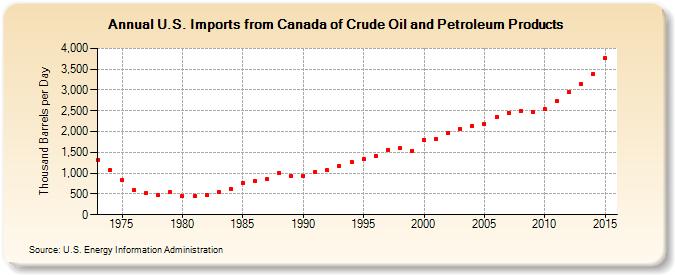 Annual U.S. Imports from Canada of Crude Oil and Petroleum Products
Thousand Barrels per Day
4,000
3,500
3,000
2,500
2,000
1,500
1,000
500
0
1975 1980 1985 1990 1995 2000 2005 2010 2015
Source: U.S. Energy Information Administration